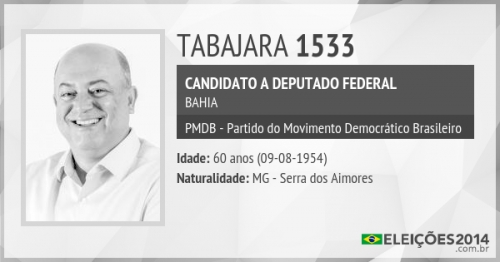 TABAJARA 1533
CANDIDATO A DEPUTADO FEDERAL
BAHIA
PMDB - Partido do Movimento Democrático Brasileiro
Idade: 60 anos (09-08-1954)
Naturalidade: MG - Serra dos Aimores
ELEIÇÕES2014
.com.br